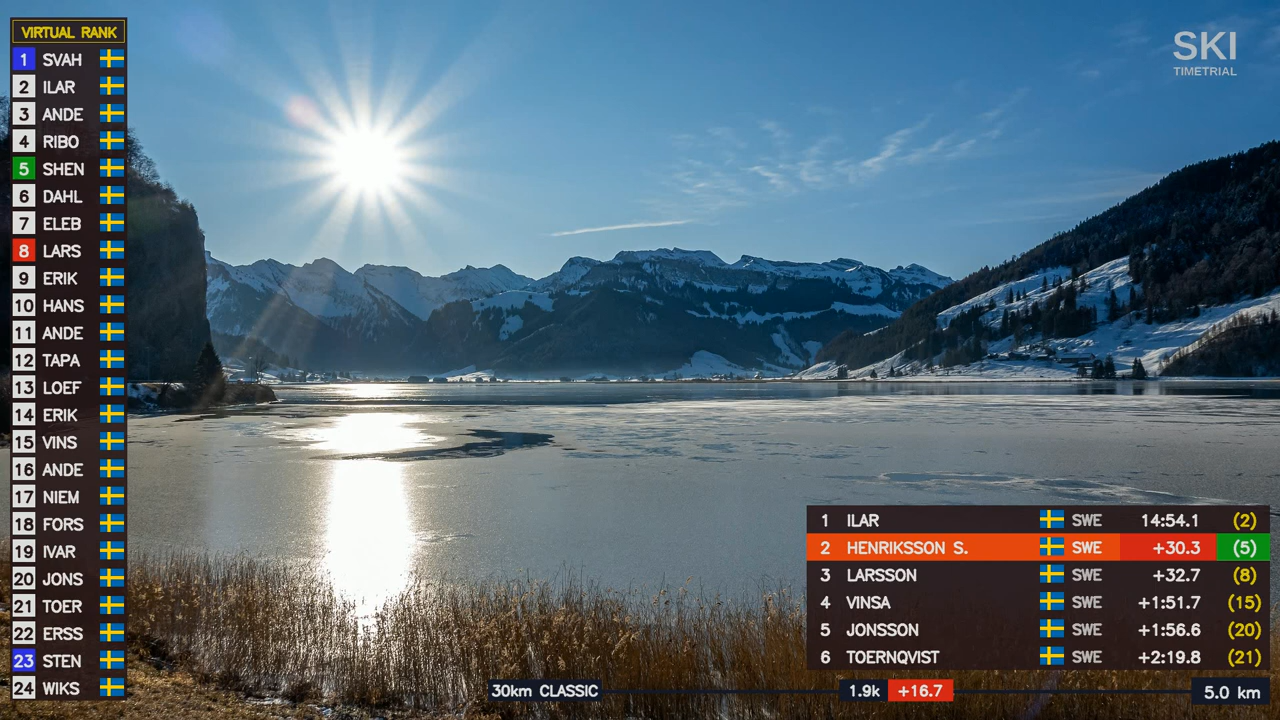 VIRTUAL RANK
1 SVAH
2 ILAR
3 ANDE
4 RIBO
5 SHEN
6 DAHL
7 ELEB
8 LARS
9 ERIK
10 HANS
11 ANDE
12 TAPA
13 LOEF
14 ERIK
15 VINS
16 ANDE
17 NIEM
18 FORS
19 IVAR
20 JONS
21 TOER
22 ERSS
23 STEN
24 WIKS
SKI
TIMETRIAL
1 ILAR SWE 14:54.1 (2)
2 HENRIKSSON S. SWE +30.3 (5)
3 LARSSON SWE +32.7 (8)
4 VINSA SWE +1:51.7 (15)
5 JONSSON SWE +1:56.6 (20)
6 TOERNQVIST SWE +2:19.8 (21)
30km CLASSIC 1.9k +16.7 5.0 km